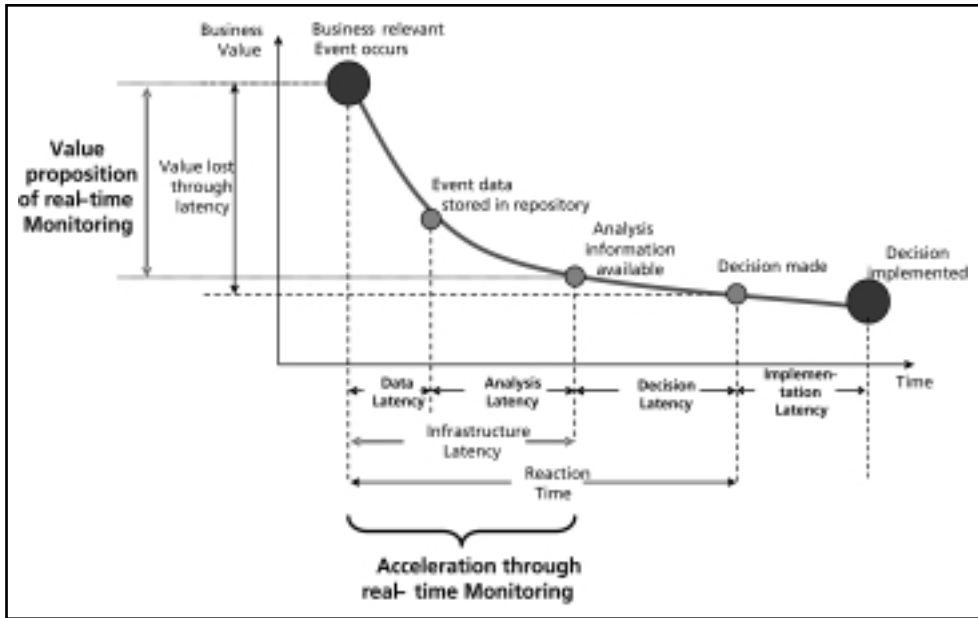 Business
Value
Business relevant
Event occurs
Value
proposition
of real-time
Monitoring
Value lost
through
latency
Event data
stored in repository
Analysis
information
available
Decision made
Decision
implemented
Data
Latency
Analysis
Latency
Decision
Latency
Implemen-
tation
Latency
Time
Infrastructure
Latency
Reaction
Time
Acceleration through
real- time Monitoring